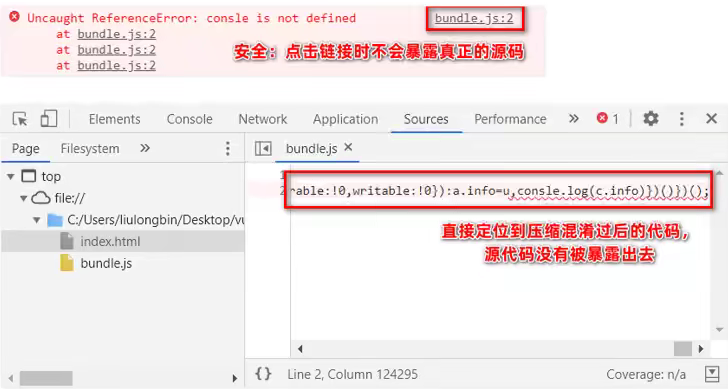 Uncaught ReferenceError: consle is not defined
bundle.js:2
at bundle.js:2
at bundle.js:2
at bundle.js:2
安全：点击链接时不会暴露真正的源码
Elements Console Network Application Sources Performance » 1
Page Filesystem » bundle.js ×
top
file://
C:/Users/liulongbin/Desktop/vu
index.html
bundle.js
1
2 able:!0,writable:!0}):a.info=u,consle.log(c.info)})()})();
直接定位到压缩混淆过后的代码，
源代码没有被暴露出去
{} Line 2, Column 124295 Coverage: n/a